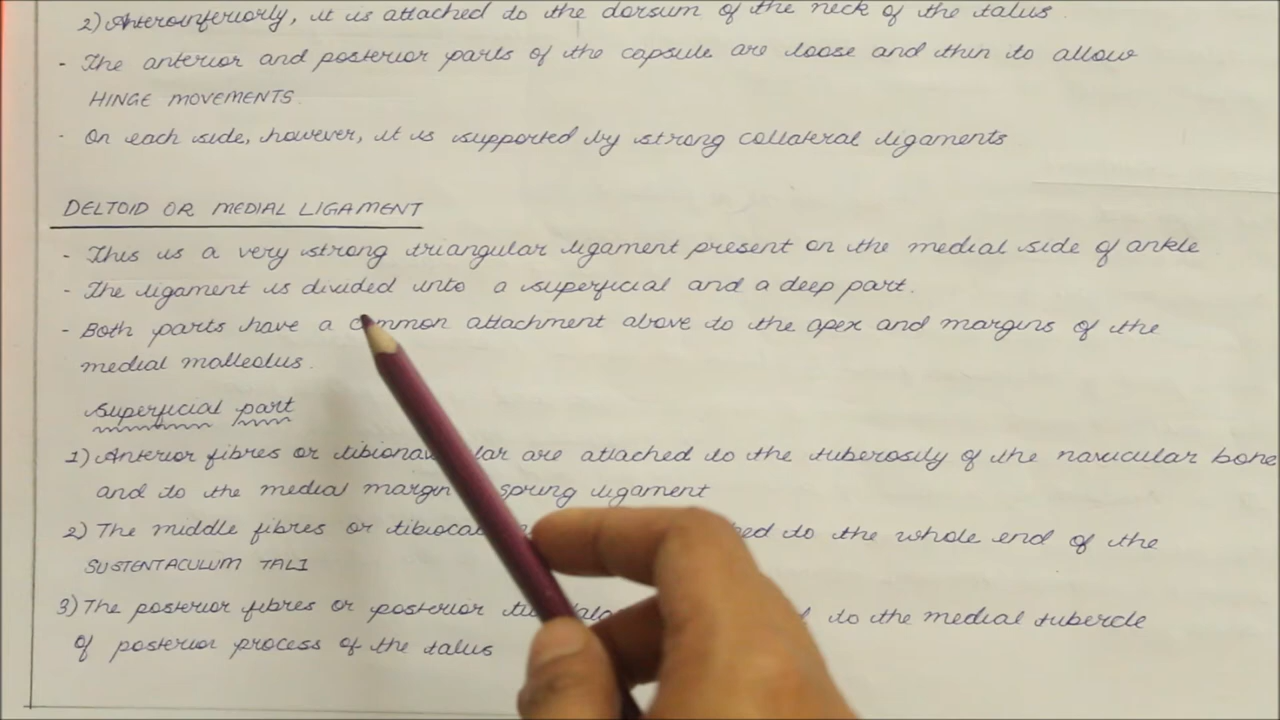 2) Anteroinferiorly, it is attached to the dorsum of the neck of the talus
- The anterior and posterior parts of the capsule are loose and thin to allow
HINGE MOVEMENTS.
- On each side, however, it is supported by strong collateral ligaments
DELTOID OR MEDIAL LIGAMENT
- This is a very strong triangular ligament present on the medial side of ankle
- The ligament is divided into a superficial and a deep part.
- Both parts have a common attachment above to the apex and margins of the
medial malleolus.
Superficial part
1) Anterior fibres or are attached to the tuberosity of the navicular bone
and to the medial margin spring ligament
2) The middle fibres or to the whole end of the
SUSTENTACULUM TALI
3) The posterior fibres or posterior to the medial tubercle
of posterior process of the talus